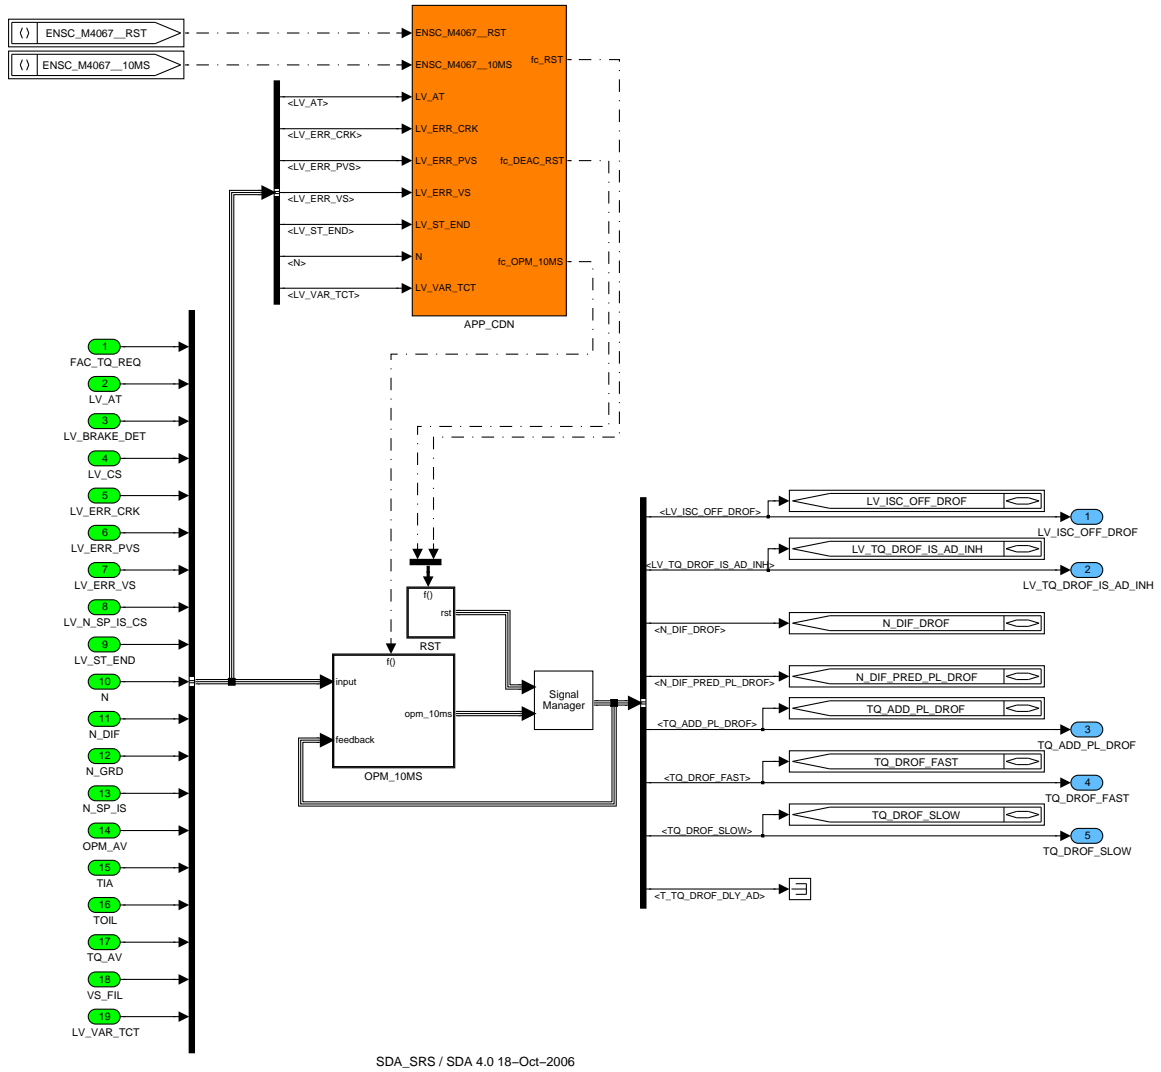 () ENSC_M4067__RST
() ENSC_M4067__10MS
ENSC_M4067__RST
ENSC_M4067__10MS
LV_AT
LV_ERR_CRK
LV_ERR_PVS
LV_ERR_VS
LV_ST_END
N
LV_VAR_TCT
fc_RST
fc_DEAC_RST
fc_OPM_10MS
APP_CDN
<LV_AT>
<LV_ERR_CRK>
<LV_ERR_PVS>
<LV_ERR_VS>
<LV_ST_END>
<N>
<LV_VAR_TCT>
1
FAC_TQ_REQ
2
LV_AT
3
LV_BRAKE_DET
4
LV_CS
5
LV_ERR_CRK
6
LV_ERR_PVS
7
LV_ERR_VS
8
LV_N_SP_IS_CS
9
LV_ST_END
10
N
11
N_DIF
12
N_GRD
13
N_SP_IS
14
OPM_AV
15
TIA
16
TOIL
17
TQ_AV
18
VS_FIL
19
LV_VAR_TCT
f()
rst
RST
f()
input
opm_10ms
feedback
OPM_10MS
Signal
Manager
<LV_ISC_OFF_DROF>
LV_ISC_OFF_DROF
1
LV_ISC_OFF_DROF
<LV_TQ_DROF_IS_AD_INH>
LV_TQ_DROF_IS_AD_INH
2
LV_TQ_DROF_IS_AD_INH
<N_DIF_DROF>
N_DIF_DROF
<N_DIF_PRED_PL_DROF>
N_DIF_PRED_PL_DROF
<TQ_ADD_PL_DROF>
TQ_ADD_PL_DROF
3
TQ_ADD_PL_DROF
<TQ_DROF_FAST>
TQ_DROF_FAST
4
TQ_DROF_FAST
<TQ_DROF_SLOW>
TQ_DROF_SLOW
5
TQ_DROF_SLOW
<T_TQ_DROF_DLY_AD>
SDA_SRS / SDA 4.0 18−Oct−2006